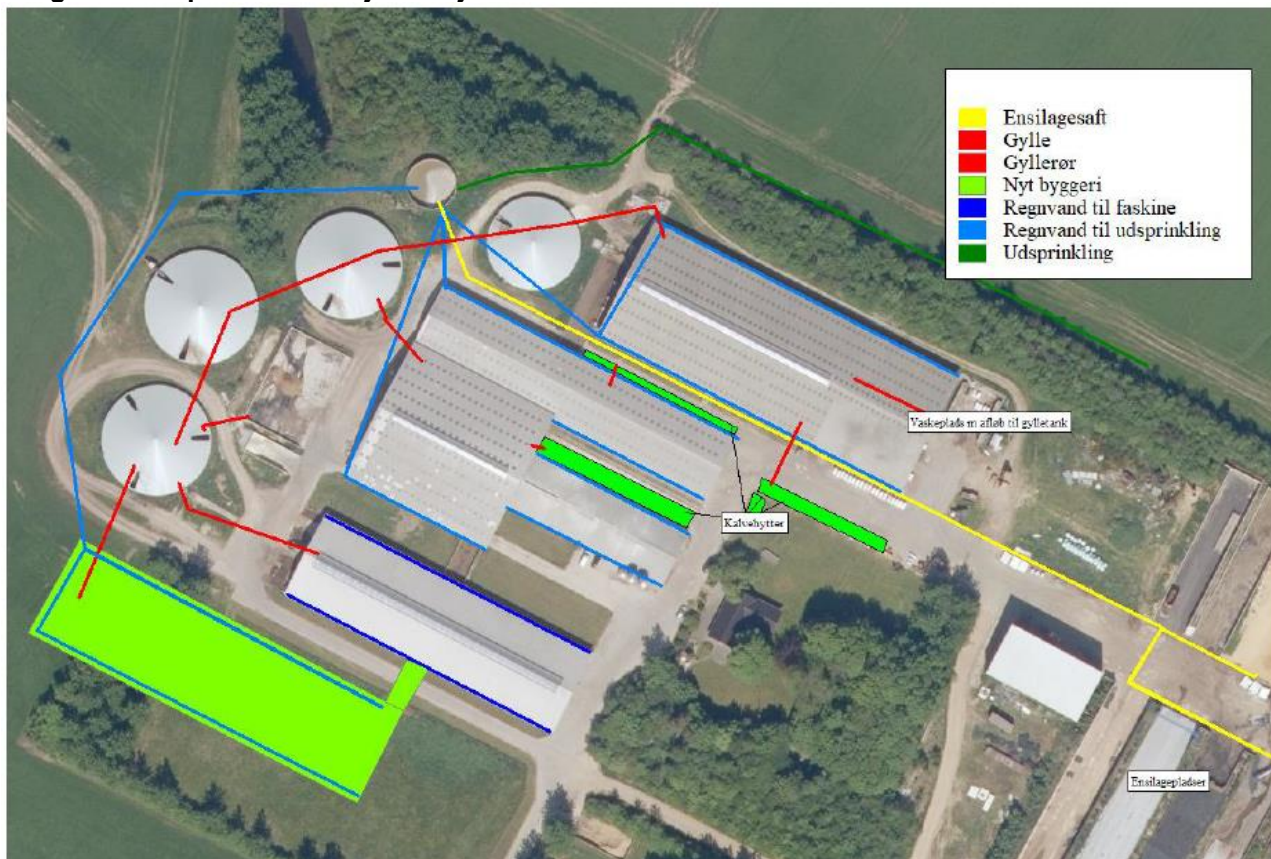 Ensilagesaft
Gylle
Gyllerør
Nyt byggeri
Regnvand til faskine
Regnvand til udsprinkling
Udsprinkling
Vaskeplads m afløb til gylletank
Kalvehytter
Ensilagepladser